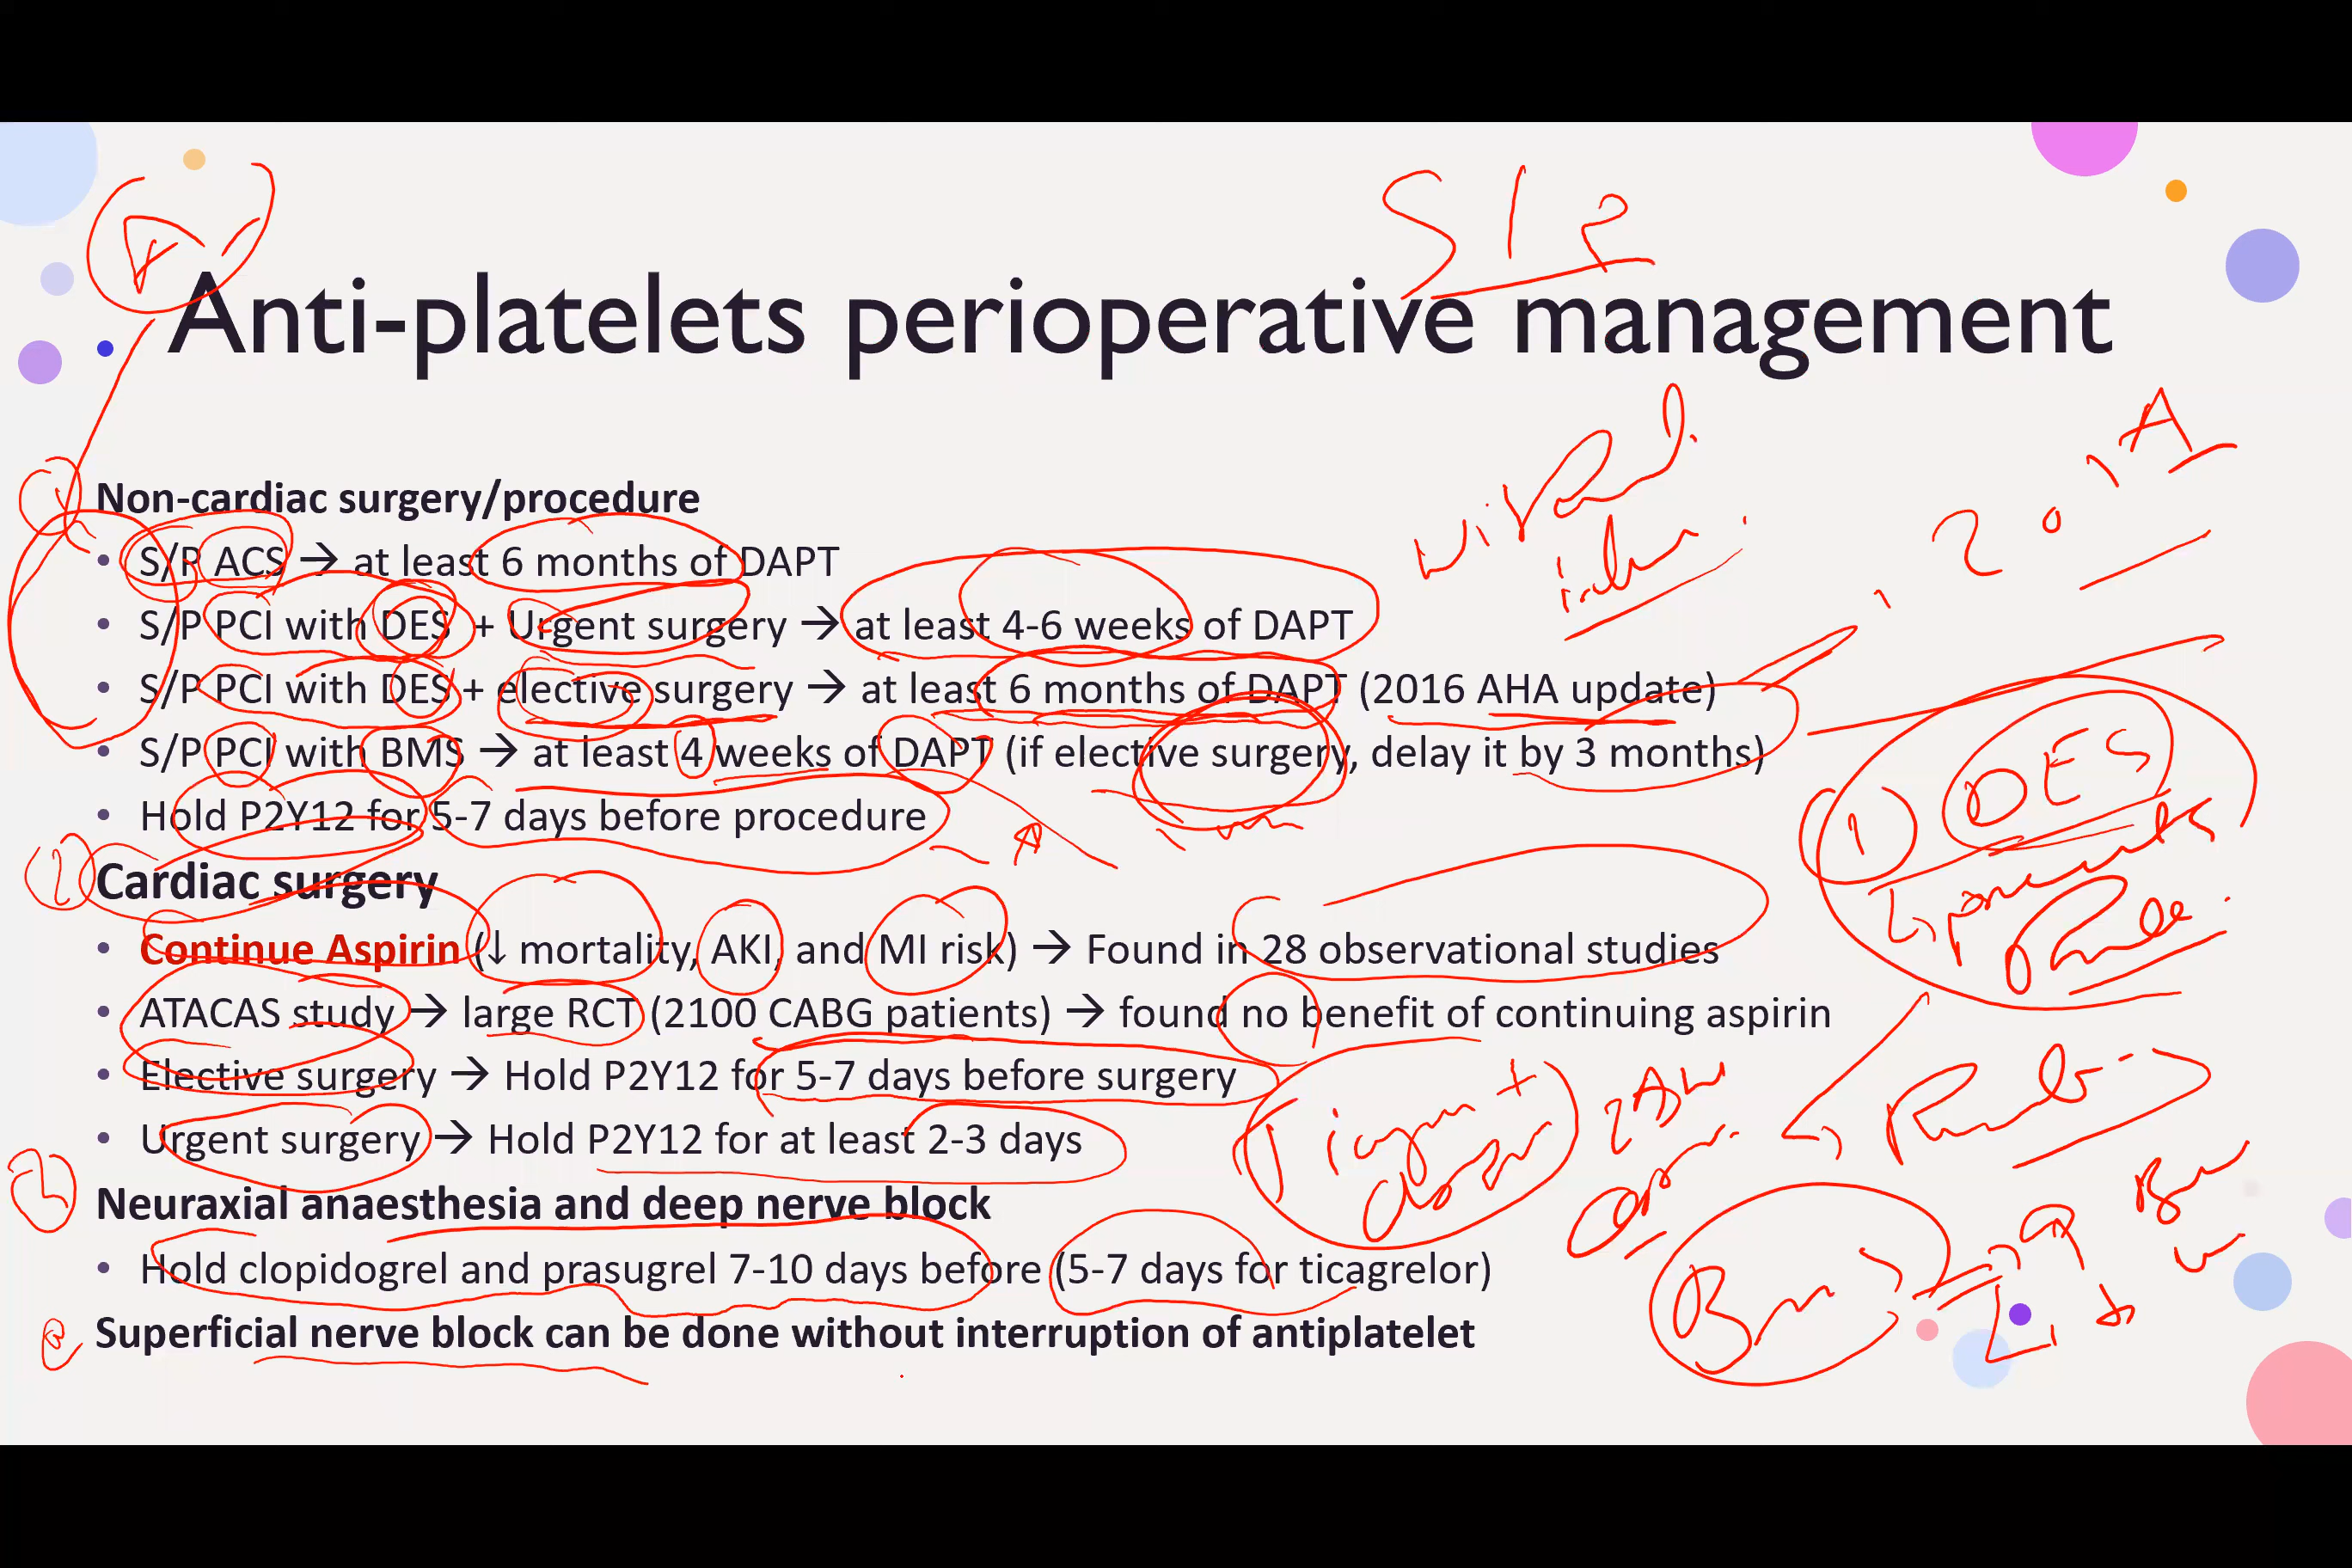 S/P
Anti-platelets perioperative management
Non-cardiac surgery/procedure
• S/P ACS → at least 6 months of DAPT
• S/P PCI with DES + Urgent surgery → at least 4-6 weeks of DAPT
• S/P PCI with DES + elective surgery → at least 6 months of DAPT (2016 AHA update)
• S/P PCI with BMS → at least 4 weeks of DAPT (if elective surgery, delay it by 3 months)
• Hold P2Y12 for 5-7 days before procedure
Cardiac surgery
• Continue Aspirin (↓ mortality, AKI, and MI risk) → Found in 28 observational studies
• ATACAS study → large RCT (2100 CABG patients) → found no benefit of continuing aspirin
• Elective surgery → Hold P2Y12 for 5-7 days before surgery
• Urgent surgery → Hold P2Y12 for at least 2-3 days
Neuraxial anaesthesia and deep nerve block
• Hold clopidogrel and prasugrel 7-10 days before (5-7 days for ticagrelor)
Superficial nerve block can be done without interruption of antiplatelet
1 DES